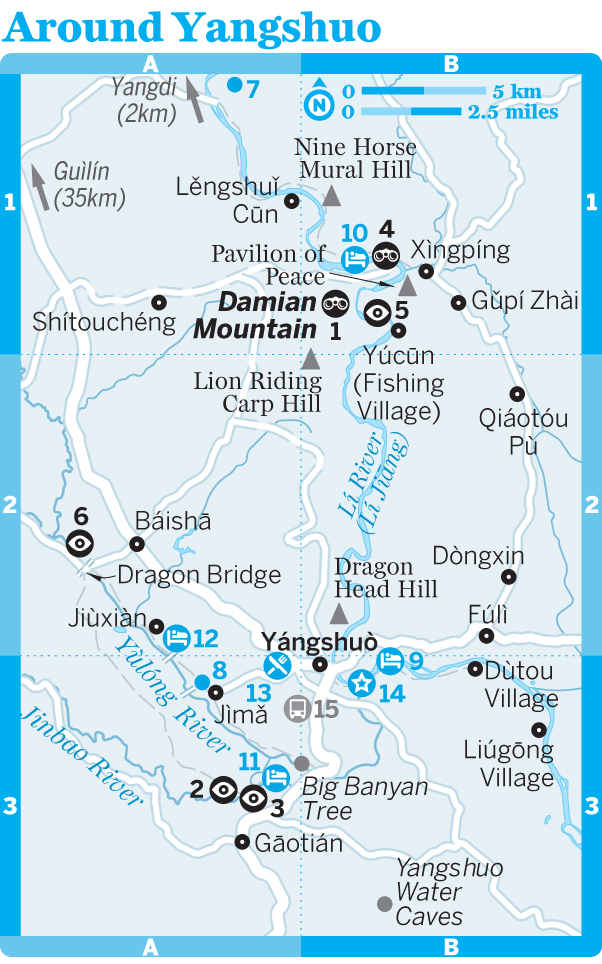 Around Yangshuo
A
B
Yangdi
(2km)
7
0
5 km
N
0
2.5 miles
Nine Horse
Mural Hill
Guìlín
(35km)
1
1
Lěngshuǐ
Cūn
10
4
Pavilion of
Peace
Xìngpíng
Damian
Mountain
1
5
Gǔpí Zhài
Shítouchéng
Yúcūn
(Fishing
Village)
Lion Riding
Carp Hill
Qiáotóu
Pù
Lí River
(Lí Jiāng)
2
2
6
Báishā
Dragon Bridge
Dòngxin
Dragon
Head Hill
Jiùxiàn
12
Fúlì
Yángshuò
Yùlóng River
8
13
9
14
Dùtou
Village
Jìmǎ
15
Jinbao River
Liúgōng
Village
11
Big Banyan
Tree
2
3
3
3
Gāotián
Yangshuo
Water
Caves
A
B